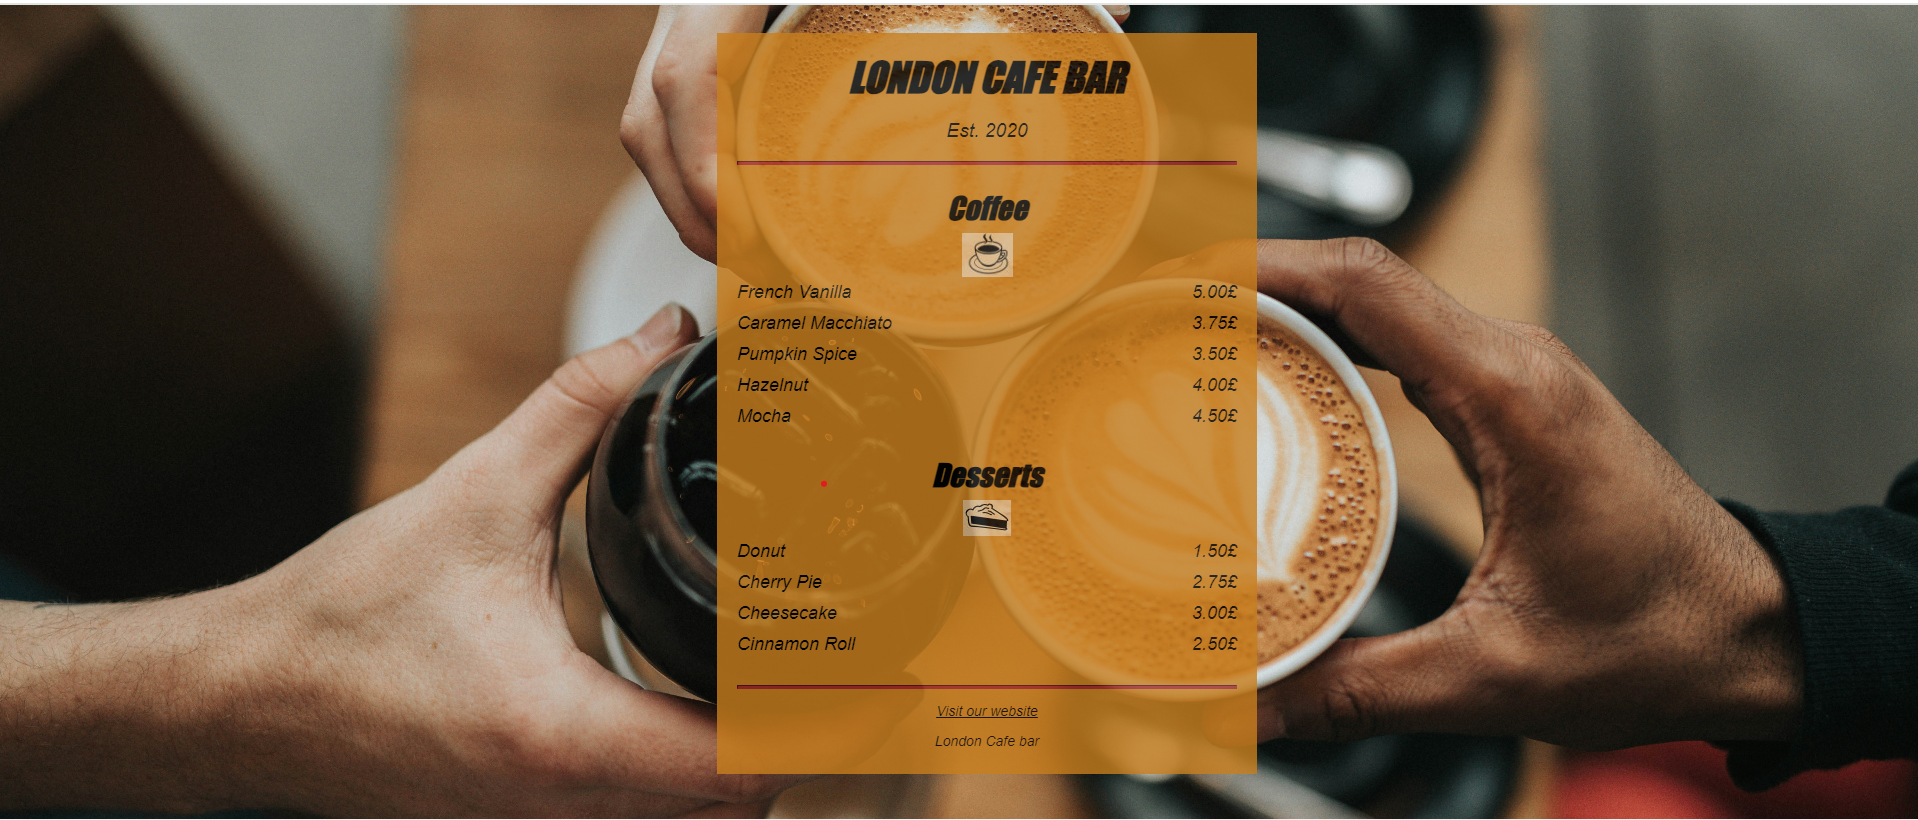 LONDON CAFE BAR
Est. 2020
Coffee
French Vanilla 5.00£
Caramel Macchiato 3.75£
Pumpkin Spice 3.50£
Hazelnut 4.00£
Mocha 4.50£
Desserts
Donut 1.50£
Cherry Pie 2.75£
Cheesecake 3.00£
Cinnamon Roll 2.50£
Visit our website
London Cafe bar